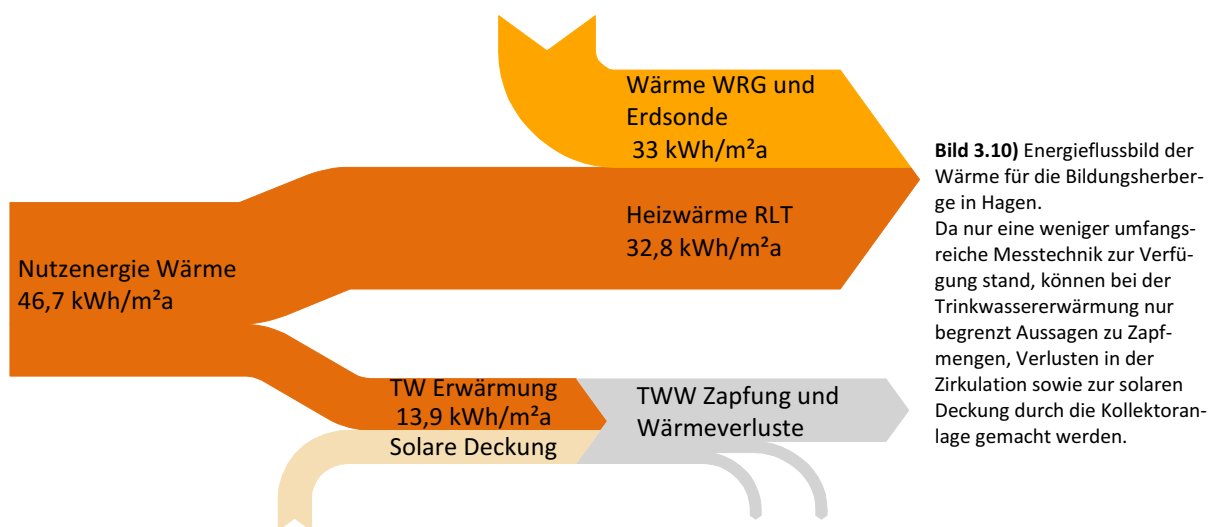 Wärme WRG und
Erdsonde
33 kWh/m²a
Heizwärme RLT
32,8 kWh/m²a
Nutzenergie Wärme
46,7 kWh/m²a
TW Erwärmung
13,9 kWh/m²a
Solare Deckung
TWW Zapfung und
Wärmeverluste
Bild 3.10) Energieflussbild der
Wärme für die Bildungsherber-
ge in Hagen.
Da nur eine weniger umfangs-
reiche Messtechnik zur Verfü-
gung stand, können bei der
Trinkwassererwärmung nur
begrenzt Aussagen zu Zapf-
mengen, Verlusten in der
Zirkulation sowie zur solaren
Deckung durch die Kollektoran-
lage gemacht werden.